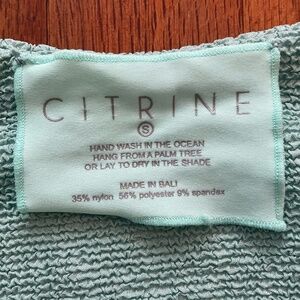 CITRINE
S
HAND WASH IN THE OCEAN
HANG FROM A PALM TREE
OR LAY TO DRY IN THE SHADE
MADE IN BALI
35% nylon 56% polyester 9% spandex